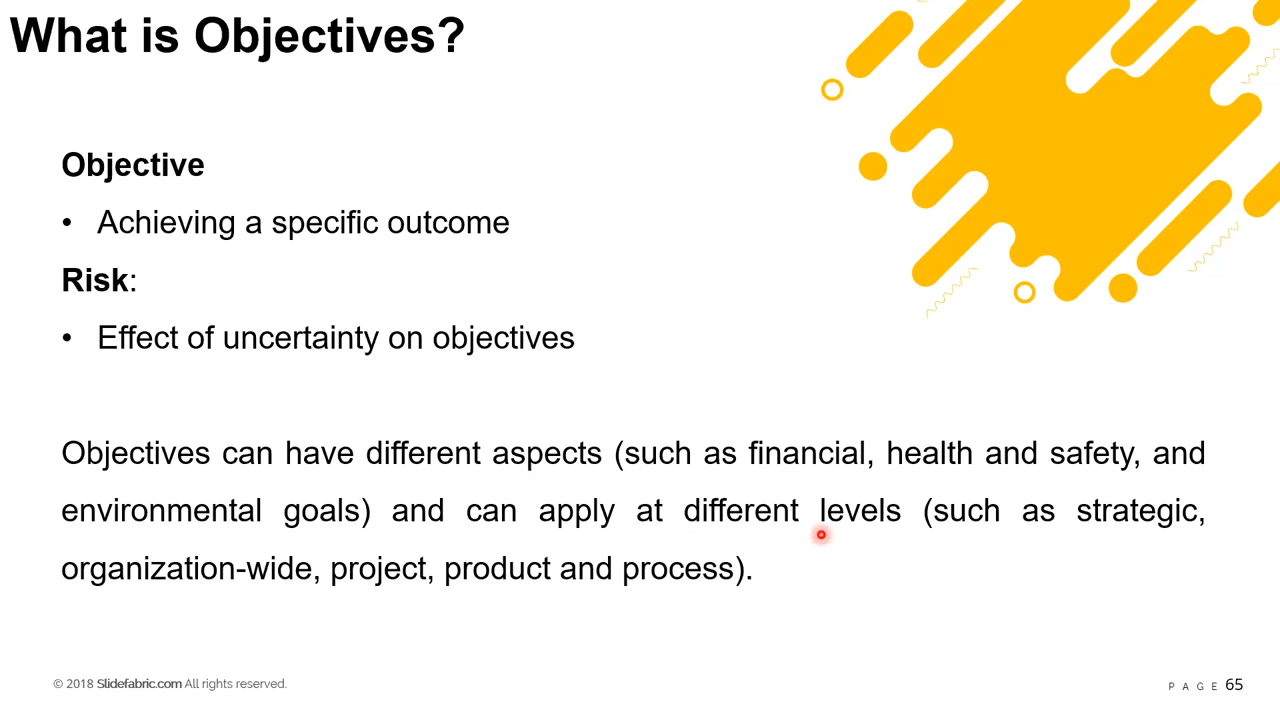 What is Objectives?
Objective
• Achieving a specific outcome
Risk:
• Effect of uncertainty on objectives
Objectives can have different aspects (such as financial, health and safety, and
environmental goals) and can apply at different levels (such as strategic,
organization-wide, project, product and process).
© 2018 Slidefabric.com All rights reserved.
PAGE 65